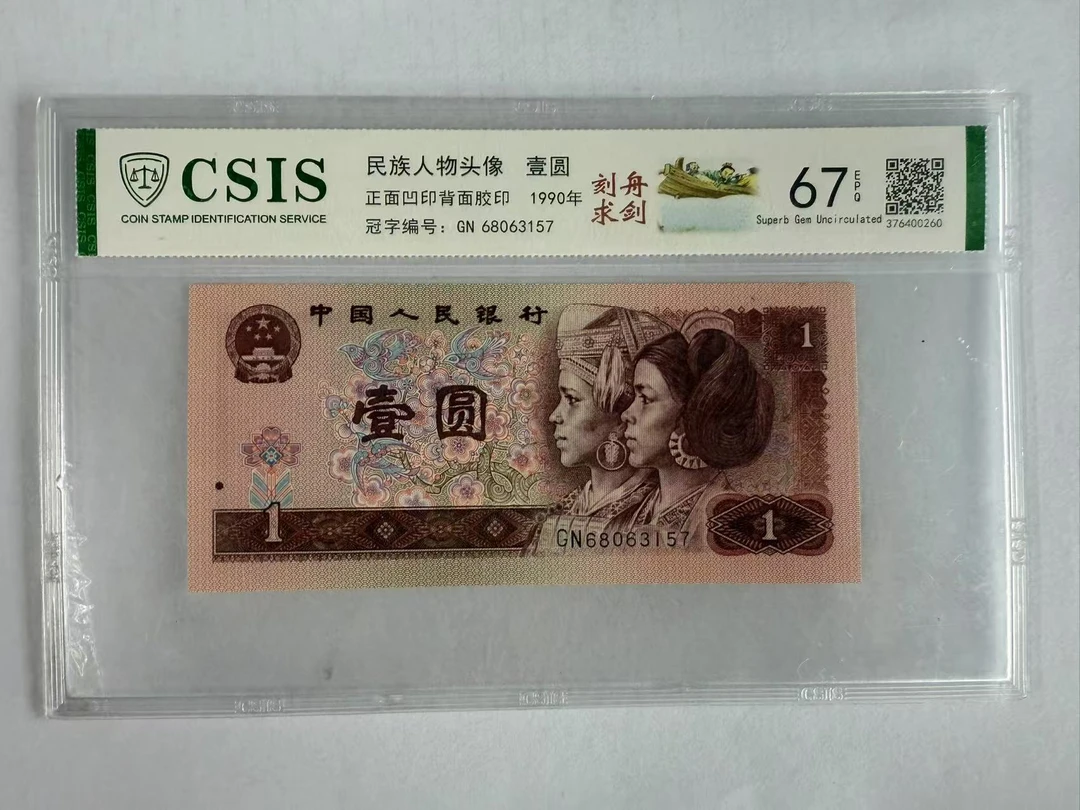 CSIS
COIN STAMP IDENTIFICATION SERVICE
民族人物头像 壹圆
正面凹印背面胶印 1990年
冠字编号: GN 68063157
刻舟
求剑
67
EPQ
Superb Gem Uncirculated
376400260
中国人民银行
1
壹圆
1
1
GN68063157